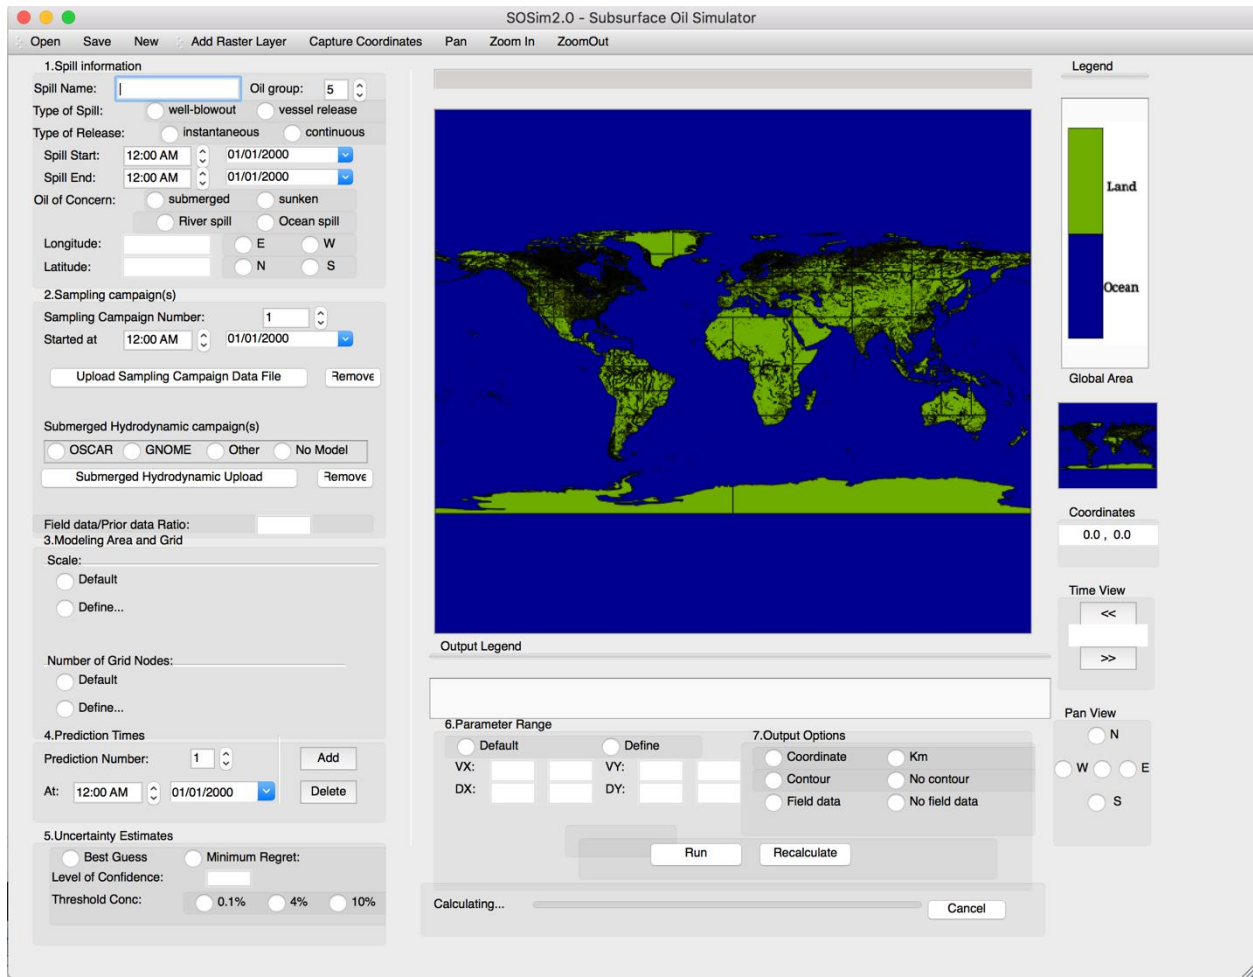 SOSim2.0 - Subsurface Oil Simulator
Open Save New Add Raster Layer Capture Coordinates Pan Zoom In ZoomOut
1.Spill information
Spill Name: Oil group: 5
Type of Spill: well-blowout vessel release
Type of Release: instantaneous continuous
Spill Start: 12:00 AM 01/01/2000
Spill End: 12:00 AM 01/01/2000
Oil of Concern: submerged sunken
River spill Ocean spill
Longitude: E W
Latitude: N S
2.Sampling campaign(s)
Sampling Campaign Number: 1
Started at 12:00 AM 01/01/2000
Upload Sampling Campaign Data File Remove
Submerged Hydrodynamic campaign(s)
OSCAR GNOME Other No Model
Submerged Hydrodynamic Upload Remove
Field data/Prior data Ratio:
3.Modeling Area and Grid
Scale:
Default
Define...
Number of Grid Nodes:
Default
Define...
4.Prediction Times
Prediction Number: 1 Add
At: 12:00 AM 01/01/2000 Delete
5.Uncertainty Estimates
Best Guess Minimum Regret:
Level of Confidence:
Threshold Conc: 0.1% 4% 10%
Output Legend
6.Parameter Range
Default Define
VX: VY:
DX: DY:
7.Output Options
Coordinate Km
Contour No contour
Field data No field data
Run Recalculate
Calculating... Cancel
Legend
Land
Ocean
Global Area
Coordinates
0.0 , 0.0
Time View
<<
>>
Pan View
N
W E
S